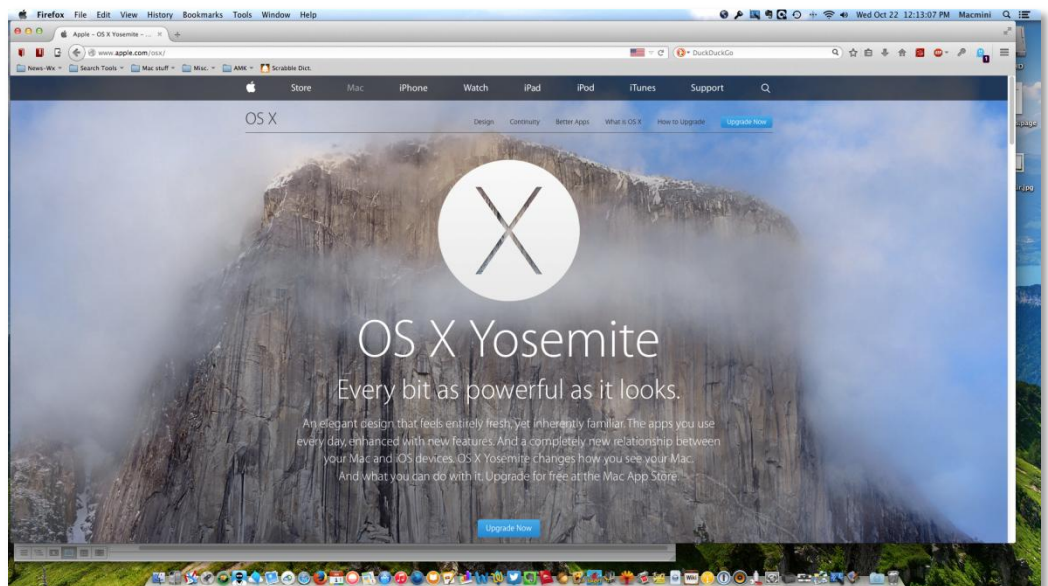 Firefox File Edit View History Bookmarks Tools Window Help Wed Oct 22 12:13:07 PM Macmini
Apple - OS X Yosemite - ...
www.apple.com/osx/ DuckDuckGo
News-Wx Search Tools Mac stuff Misc. AMK Scrabble Dict.
Store Mac iPhone Watch iPad iPod iTunes Support
OS X Design Continuity Better Apps What is OS X How to Upgrade Upgrade Now
X
OS X Yosemite
Every bit as powerful as it looks.
An elegant design that feels entirely fresh, yet inherently familiar. The apps you use
every day, enhanced with new features. And a completely new relationship between
your Mac and iOS devices. OS X Yosemite changes how you see your Mac.
And what you can do with it. Upgrade for free at the Mac App Store
Upgrade Now